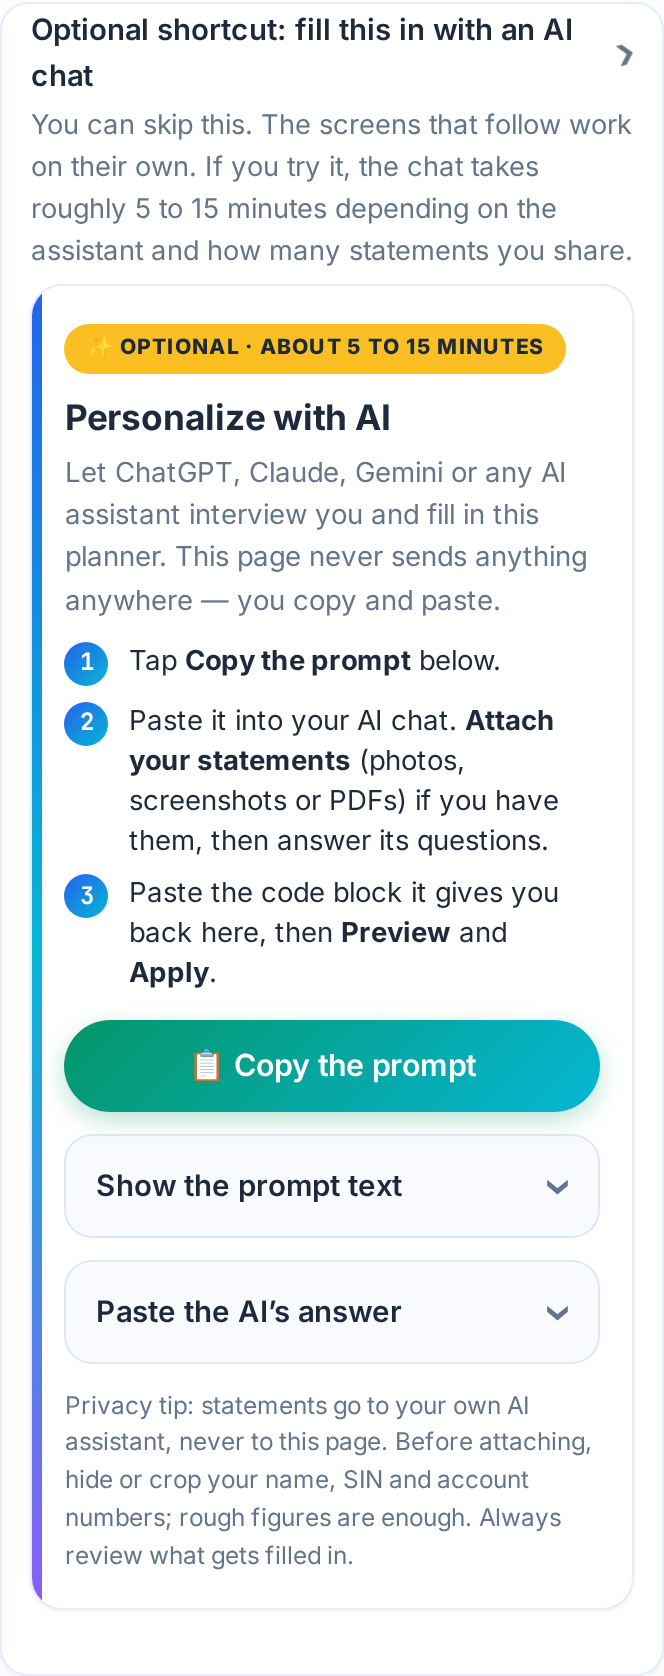 Optional shortcut: fill this in with an AI
chat
You can skip this. The screens that follow work
on their own. If you try it, the chat takes
roughly 5 to 15 minutes depending on the
assistant and how many statements you share.
✨ OPTIONAL · ABOUT 5 TO 15 MINUTES
Personalize with AI
Let ChatGPT, Claude, Gemini or any AI
assistant interview you and fill in this
planner. This page never sends anything
anywhere — you copy and paste.
1 Tap Copy the prompt below.
2 Paste it into your AI chat. Attach
your statements (photos,
screenshots or PDFs) if you have
them, then answer its questions.
3 Paste the code block it gives you
back here, then Preview and
Apply.
📋 Copy the prompt
Show the prompt text
Paste the AI’s answer
Privacy tip: statements go to your own AI
assistant, never to this page. Before attaching,
hide or crop your name, SIN and account
numbers; rough figures are enough. Always
review what gets filled in.